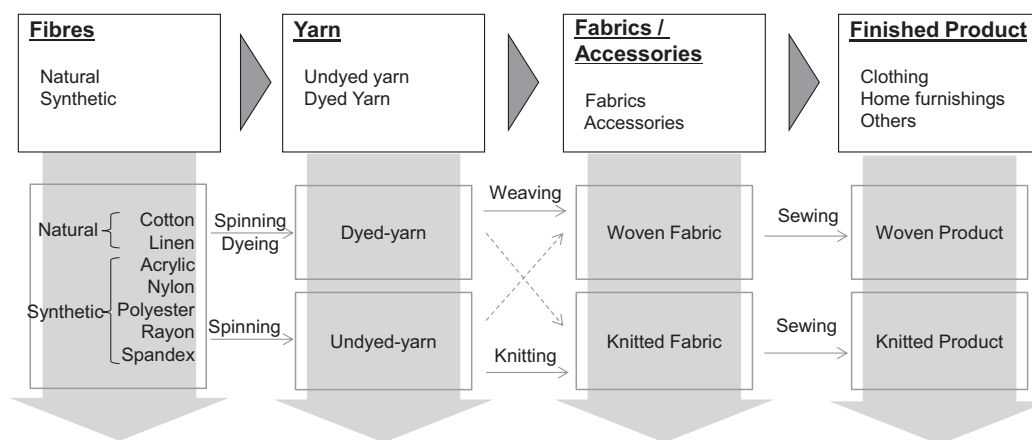 Fibres
Natural
Synthetic
Yarn
Undyed yarn
Dyed Yarn
Fabrics /
Accessories
Fabrics
Accessories
Finished Product
Clothing
Home furnishings
Others
Natural
Cotton
Linen
Synthetic
Acrylic
Nylon
Polyester
Rayon
Spandex
Spinning
Dyeing
Spinning
Dyed-yarn
Undyed-yarn
Weaving
Knitting
Woven Fabric
Knitted Fabric
Sewing
Sewing
Woven Product
Knitted Product